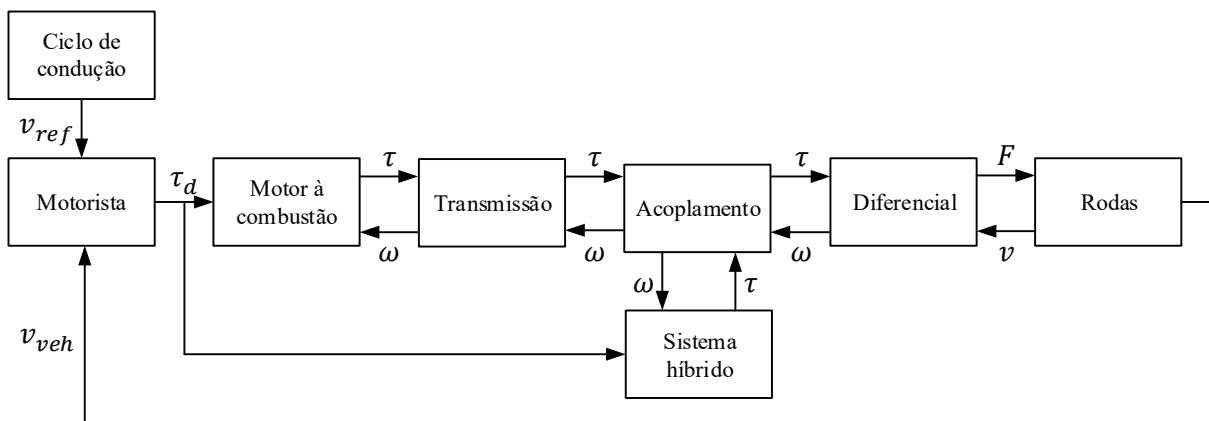 Ciclo de
condução
v_ref
Motorista
τ_d
Motor à
combustão
τ
ω
Transmissão
τ
ω
Acoplamento
τ
ω
Diferencial
F
v
Rodas
ω
τ
v_veh
Sistema
híbrido